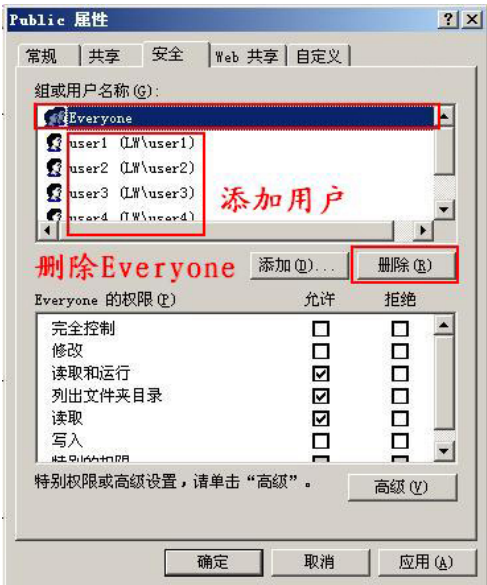 Public 属性
常规 共享 安全 Web 共享 自定义
组或用户名称(G):
Everyone
user1 (LW\user1)
user2 (LW\user2)
user3 (LW\user3)
user4 (LW\user4)
添加用户
删除Everyone 添加(D)... 删除(R)
Everyone 的权限(P) 允许 拒绝
完全控制
修改
读取和运行
列出文件夹目录
读取
写入
特别的权限
特别权限或高级设置，请单击“高级”。 高级(V)
确定 取消 应用(A)